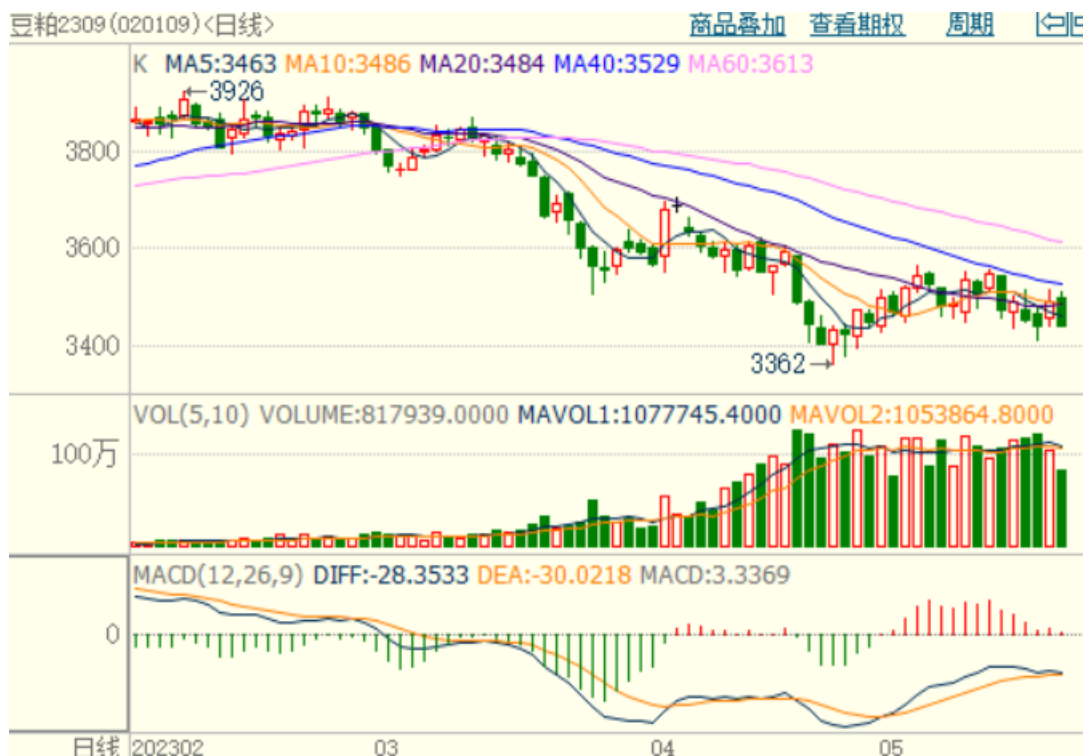 豆粕2309(020109)<日线> 商品叠加 查看期权 周期
K MA5:3463 MA10:3486 MA20:3484 MA40:3529 MA60:3613
←3926
3800
3600
3400
3362→
VOL(5,10) VOLUME:817939.0000 MAVOL1:1077745.4000 MAVOL2:1053864.8000
100万
MACD(12,26,9) DIFF:-28.3533 DEA:-30.0218 MACD:3.3369
0
日线 202302 03 04 05